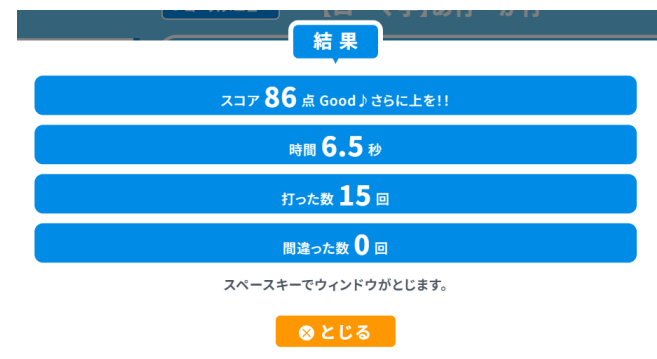 結果
スコア 86 点 Good♪さらに上を!!
時間 6.5 秒
打った数 15 回
間違った数 0 回
スペースキーでウィンドウがとじます。
とじる